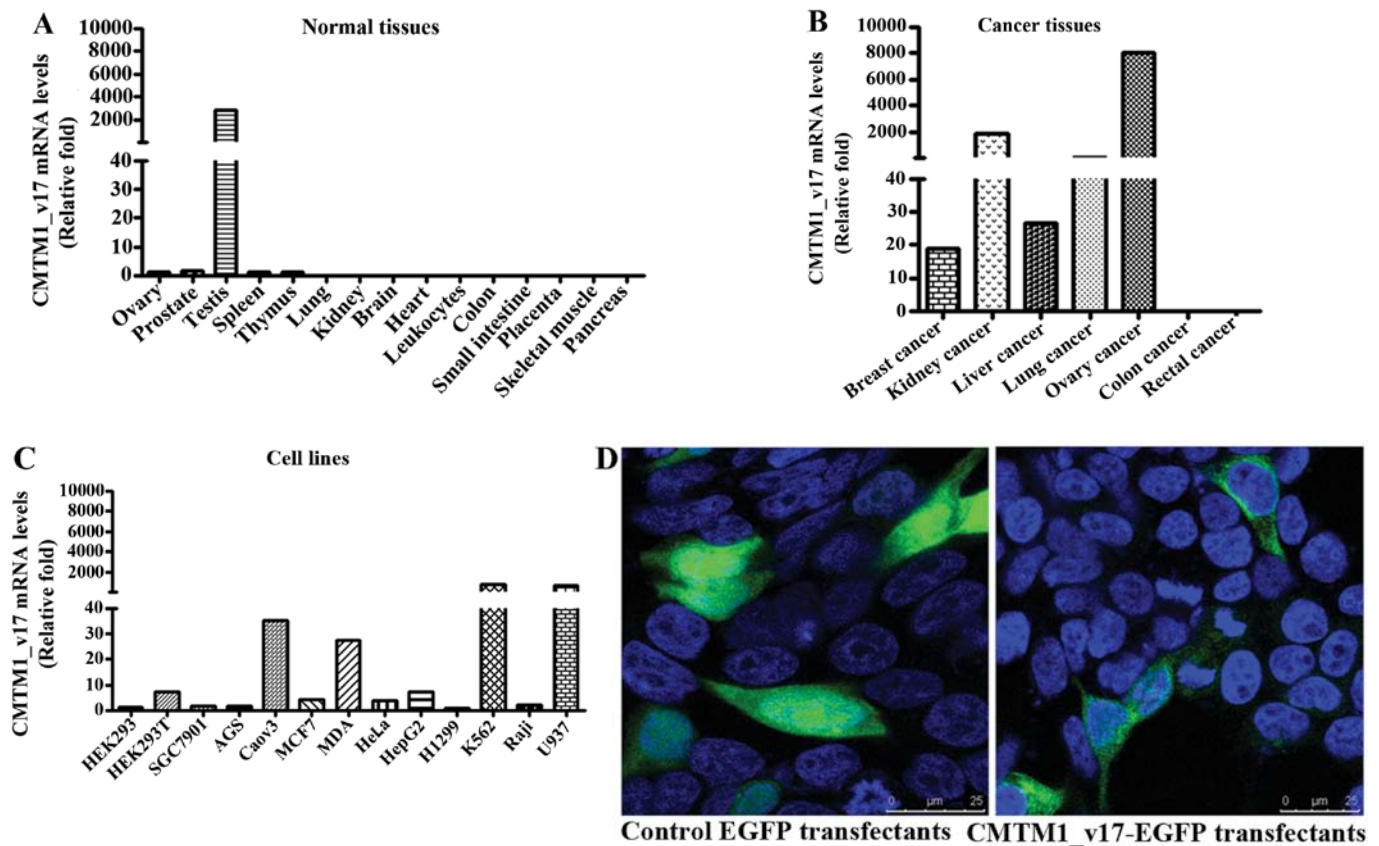 A
Normal tissues
CMTM1_v17 mRNA levels
(Relative fold)
10000
8000
6000
4000
2000
40
30
20
10
0
Ovary
Prostate
Testis
Spleen
Thymus
Lung
Kidney
Brain
Heart
Leukocytes
Colon
Small intestine
Placenta
Skeletal muscle
Pancreas
B
Cancer tissues
CMTM1_v17 mRNA levels
(Relative fold)
10000
8000
6000
4000
2000
40
30
20
10
0
Breast cancer
Kidney cancer
Liver cancer
Lung cancer
Ovary cancer
Colon cancer
Rectal cancer
C
Cell lines
CMTM1_v17 mRNA levels
(Relative fold)
10000
8000
6000
4000
2000
40
30
20
10
0
HEK293
HEK293T
SGC7901
AGS
Caov3
MCF7
MDA
HeLa
HepG2
H1299
K562
Raji
U937
D
0 µm 25
0 µm 25
Control EGFP transfectants
CMTM1_v17-EGFP transfectants